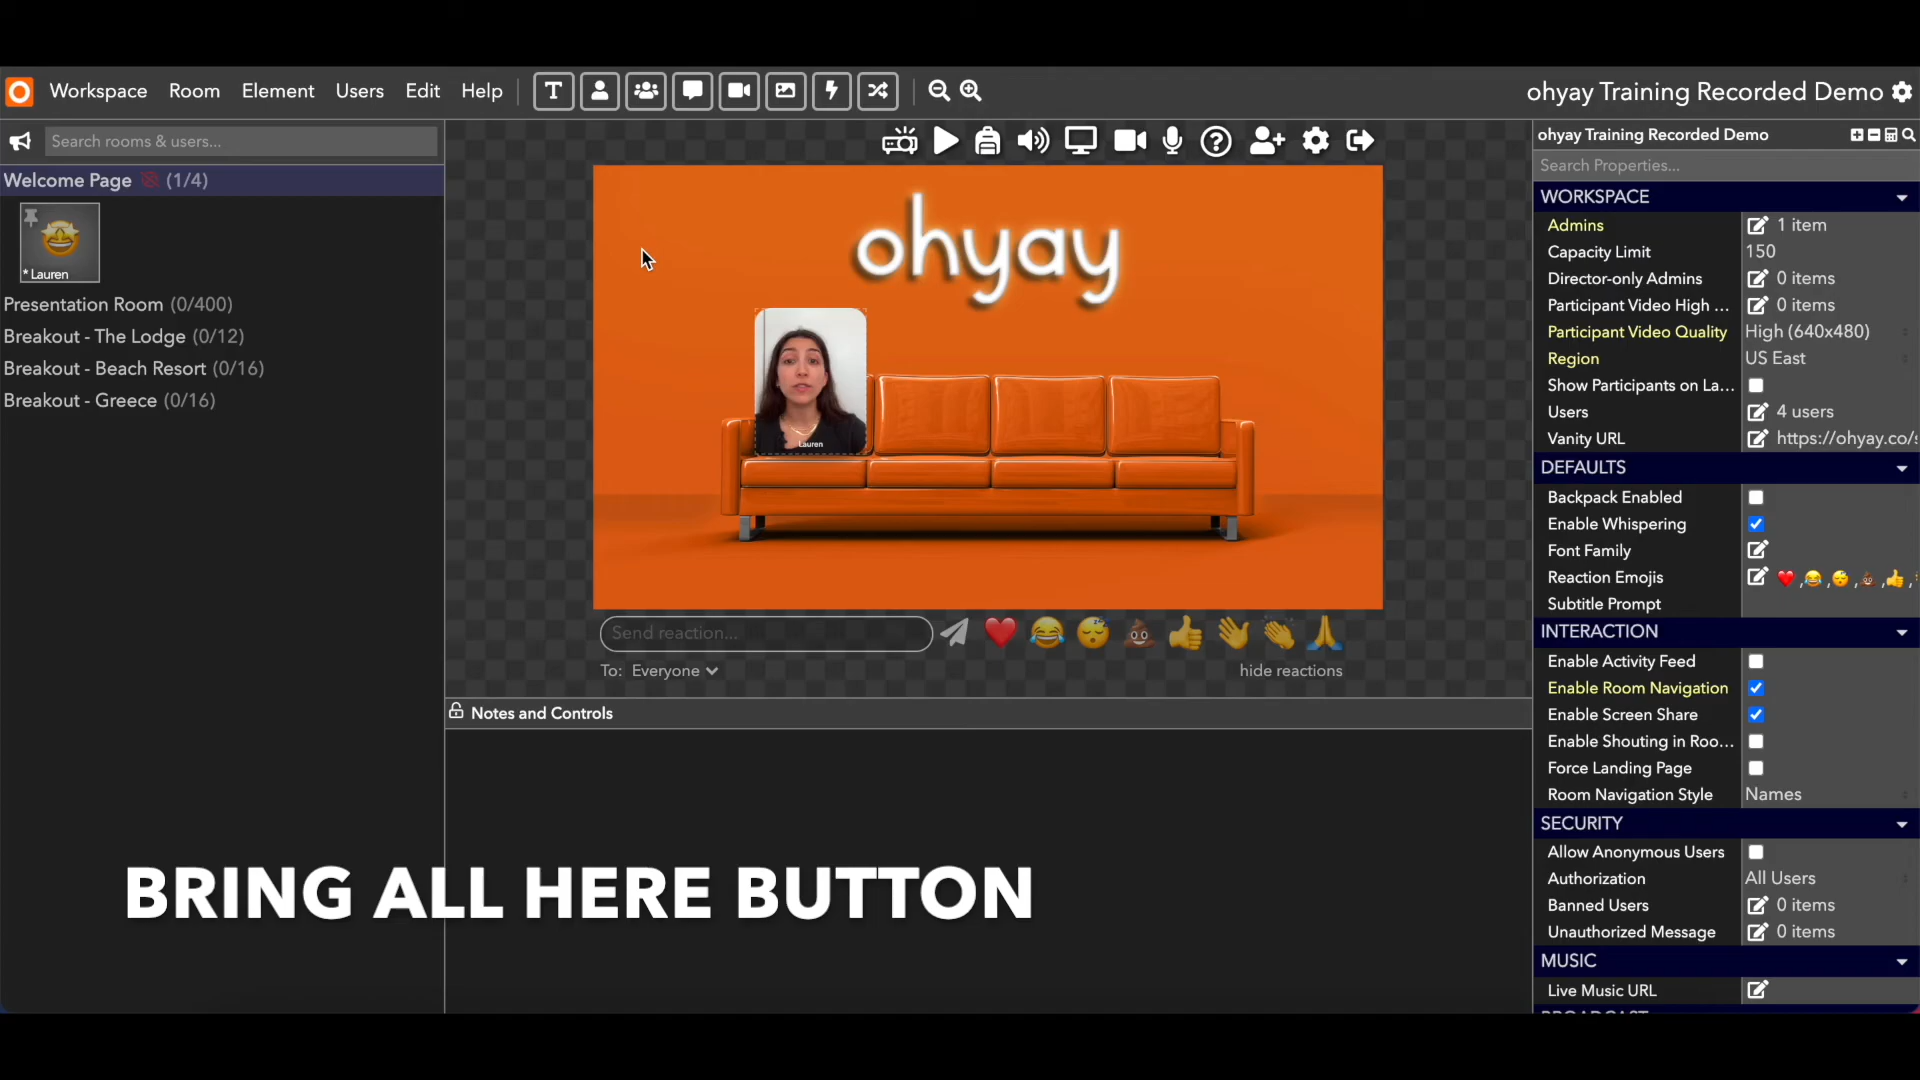 Workspace Room Element Users Edit Help
ohyay Training Recorded Demo
Search rooms & users...
Welcome Page (1/4)
* Lauren
Presentation Room (0/400)
Breakout - The Lodge (0/12)
Breakout - Beach Resort (0/16)
Breakout - Greece (0/16)
ohyay
Lauren
Send reaction...
To: Everyone
hide reactions
Notes and Controls
BRING ALL HERE BUTTON
ohyay Training Recorded Demo
Search Properties...
WORKSPACE
Admins 1 item
Capacity Limit 150
Director-only Admins 0 items
Participant Video High ... 0 items
Participant Video Quality High (640x480)
Region US East
Show Participants on La...
Users 4 users
Vanity URL https://ohyay.co/
DEFAULTS
Backpack Enabled
Enable Whispering
Font Family
Reaction Emojis
Subtitle Prompt
INTERACTION
Enable Activity Feed
Enable Room Navigation
Enable Screen Share
Enable Shouting in Roo...
Force Landing Page
Room Navigation Style Names
SECURITY
Allow Anonymous Users
Authorization All Users
Banned Users 0 items
Unauthorized Message 0 items
MUSIC
Live Music URL